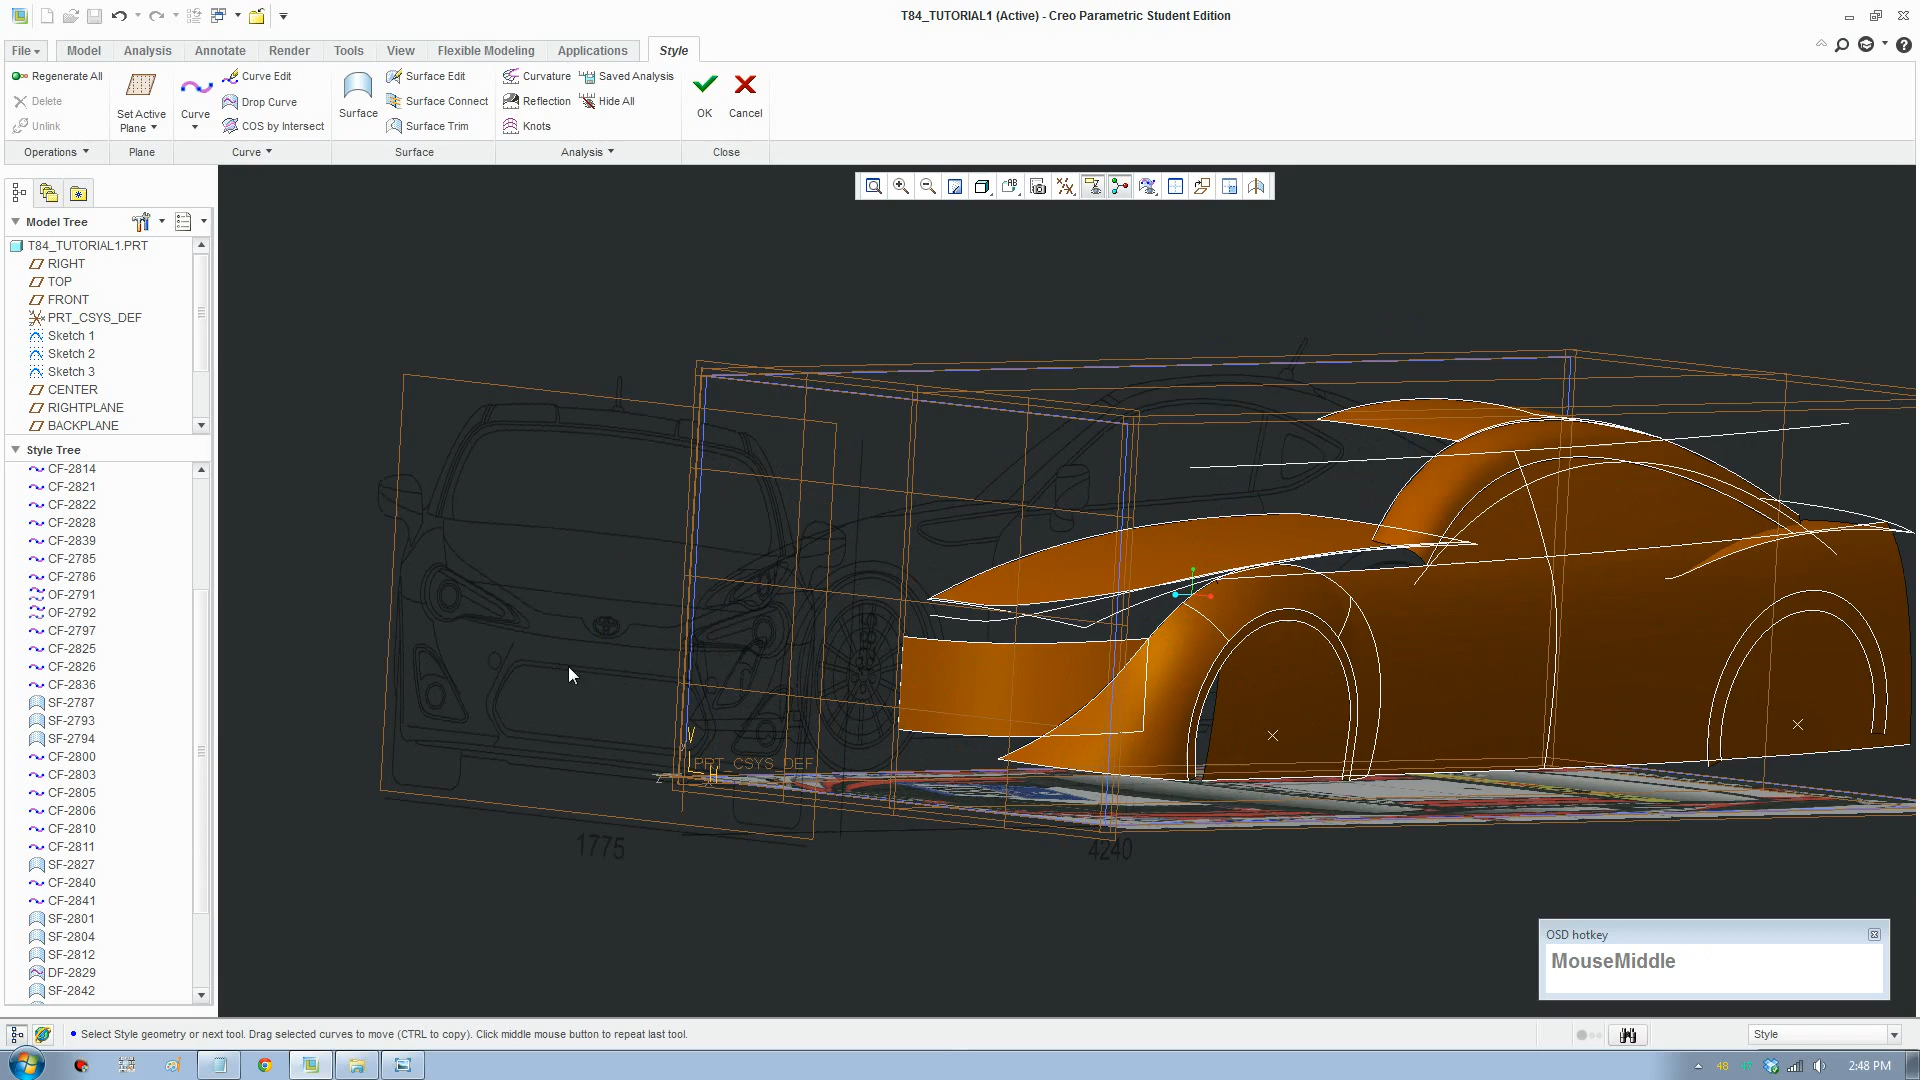 T84_TUTORIAL1 (Active) - Creo Parametric Student Edition
File
Model
Analysis
Annotate
Render
Tools
View
Flexible Modeling
Applications
Style
Regenerate All
Delete
Unlink
Set Active Plane
Curve
Curve Edit
Drop Curve
COS by Intersect
Surface
Surface Edit
Surface Connect
Surface Trim
Curvature
Reflection
Knots
Saved Analysis
Hide All
OK
Cancel
Operations
Plane
Curve
Surface
Analysis
Close
Model Tree
T84_TUTORIAL1.PRT
RIGHT
TOP
FRONT
PRT_CSYS_DEF
Sketch 1
Sketch 2
Sketch 3
CENTER
RIGHTPLANE
BACKPLANE
Style Tree
CF-2814
CF-2821
CF-2822
CF-2828
CF-2839
CF-2785
CF-2786
OF-2791
OF-2792
CF-2797
CF-2825
CF-2826
CF-2836
SF-2787
SF-2793
SF-2794
CF-2800
CF-2803
CF-2805
CF-2806
CF-2810
CF-2811
SF-2827
CF-2840
CF-2841
SF-2801
SF-2804
SF-2812
DF-2829
SF-2842
PRT_CSYS_DEF
1775
4240
OSD hotkey
MouseMiddle
Select Style geometry or next tool. Drag selected curves to move (CTRL to copy). Click middle mouse button to repeat last tool.
Style
48
2:48 PM